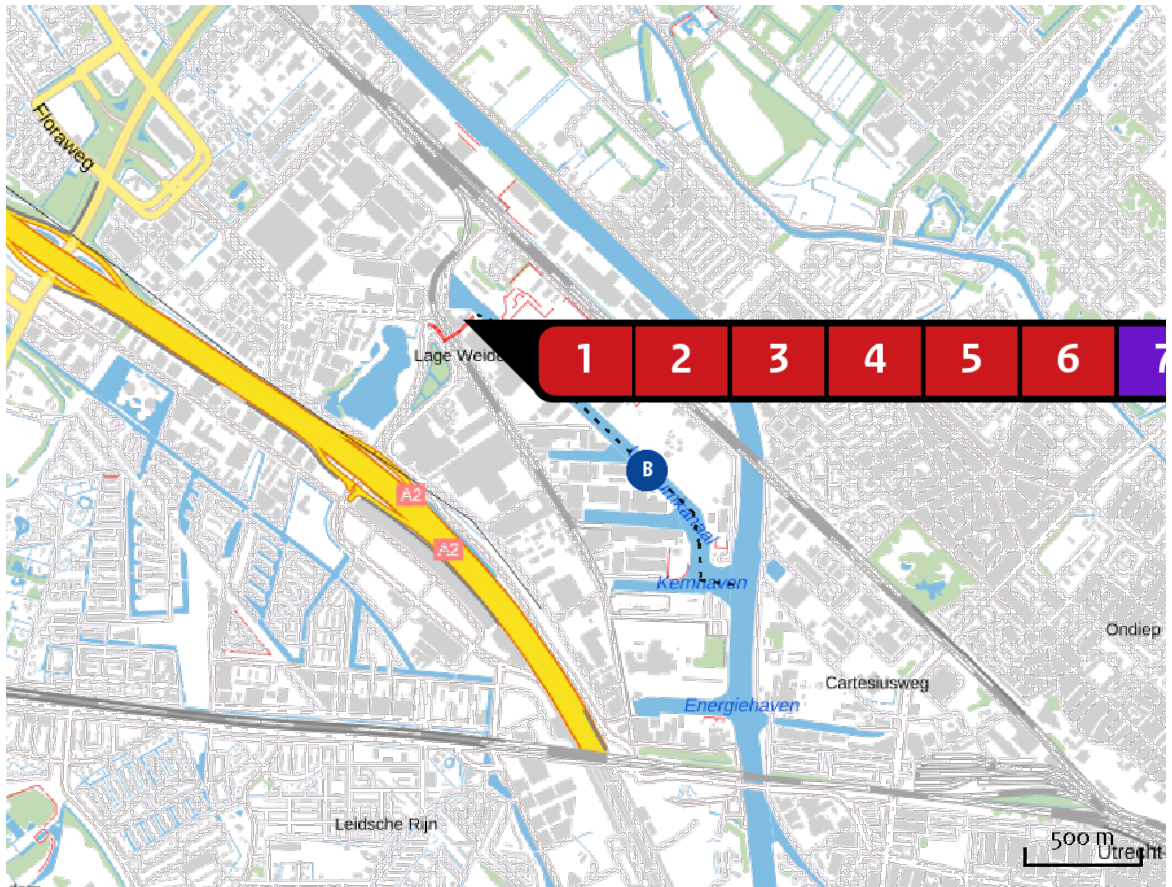 Floraweg
Lage Weide
1 2 3 4 5 6 7
B
A2
A2
Kernhaven
Ondiep
Cartesiusweg
Energiehaven
Leidsche Rijn
500 m
Utrecht